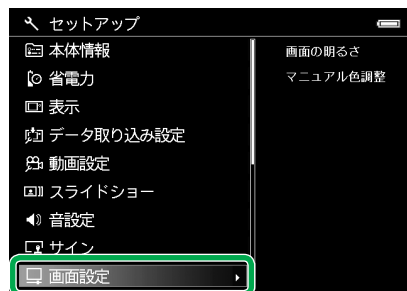 セットアップ
本体情報
省電力
表示
データ取り込み設定
動画設定
スライドショー
音設定
サイン
画面設定
画面の明るさ
マニュアル色調整